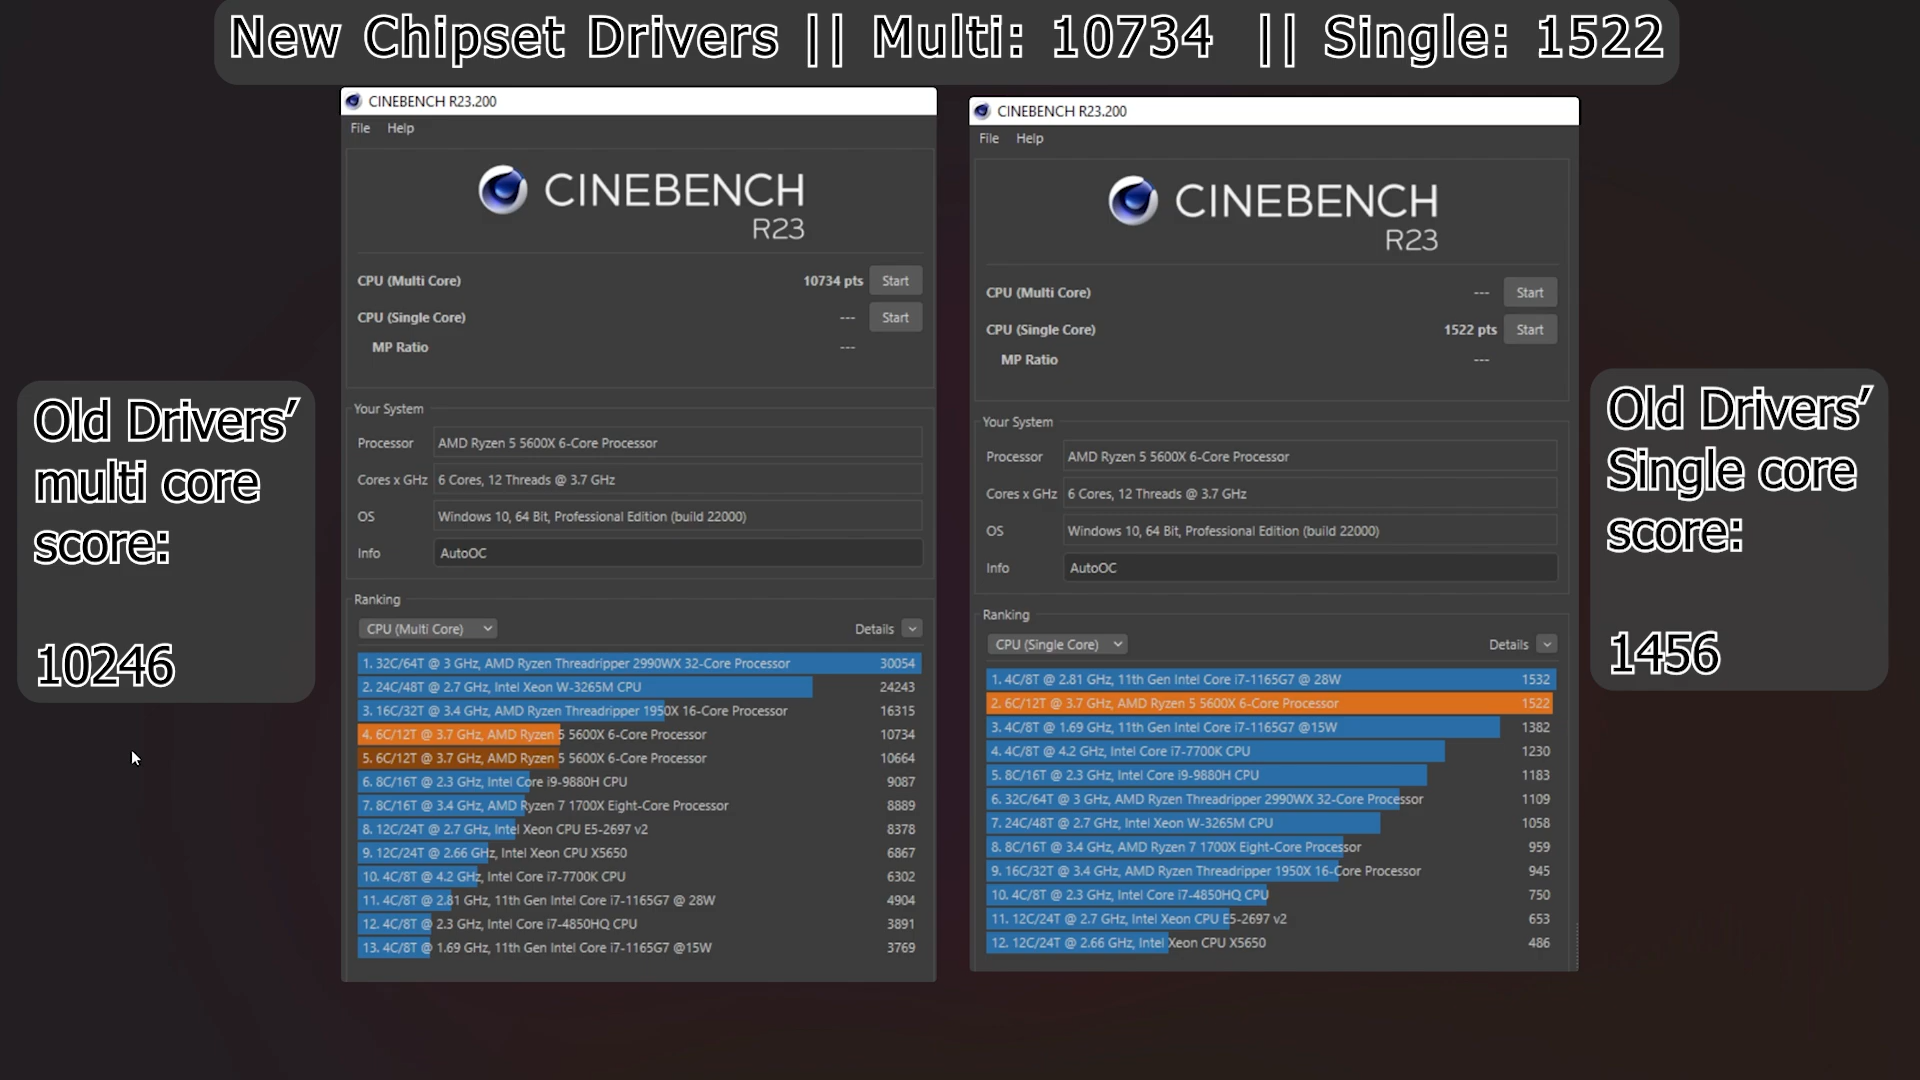 New Chipset Drivers || Multi: 10734 || Single: 1522
CINEBENCH R23.200
File Help
CINEBENCH
R23
CPU (Multi Core) 10734 pts Start
CPU (Single Core) --- Start
MP Ratio ---
Your System
Processor AMD Ryzen 5 5600X 6-Core Processor
Cores x GHz 6 Cores, 12 Threads @ 3.7 GHz
OS Windows 10, 64 Bit, Professional Edition (build 22000)
Info AutoOC
Ranking
CPU (Multi Core) Details
1. 32C/64T @ 3 GHz, AMD Ryzen Threadripper 2990WX 32-Core Processor 30054
2. 24C/48T @ 2.7 GHz, Intel Xeon W-3265M CPU 24243
3. 16C/32T @ 3.4 GHz, AMD Ryzen Threadripper 1950X 16-Core Processor 16315
4. 6C/12T @ 3.7 GHz, AMD Ryzen 5 5600X 6-Core Processor 10734
5. 6C/12T @ 3.7 GHz, AMD Ryzen 5 5600X 6-Core Processor 10664
6. 8C/16T @ 2.3 GHz, Intel Core i9-9880H CPU 9087
7. 8C/16T @ 3.4 GHz, AMD Ryzen 7 1700X Eight-Core Processor 8889
8. 12C/24T @ 2.7 GHz, Intel Xeon CPU E5-2697 v2 8378
9. 12C/24T @ 2.66 GHz, Intel Xeon CPU X5650 6867
10. 4C/8T @ 4.2 GHz, Intel Core i7-7700K CPU 6302
11. 4C/8T @ 2.81 GHz, 11th Gen Intel Core i7-1165G7 @ 28W 4904
12. 4C/8T @ 2.3 GHz, Intel Core i7-4850HQ CPU 3891
13. 4C/8T @ 1.69 GHz, 11th Gen Intel Core i7-1165G7 @15W 3769
CINEBENCH R23.200
File Help
CINEBENCH
R23
CPU (Multi Core) --- Start
CPU (Single Core) 1522 pts Start
MP Ratio ---
Your System
Processor AMD Ryzen 5 5600X 6-Core Processor
Cores x GHz 6 Cores, 12 Threads @ 3.7 GHz
OS Windows 10, 64 Bit, Professional Edition (build 22000)
Info AutoOC
Ranking
CPU (Single Core) Details
1. 4C/8T @ 2.81 GHz, 11th Gen Intel Core i7-1165G7 @ 28W 1532
2. 6C/12T @ 3.7 GHz, AMD Ryzen 5 5600X 6-Core Processor 1522
3. 4C/8T @ 1.69 GHz, 11th Gen Intel Core i7-1165G7 @15W 1382
4. 4C/8T @ 4.2 GHz, Intel Core i7-7700K CPU 1230
5. 8C/16T @ 2.3 GHz, Intel Core i9-9880H CPU 1183
6. 32C/64T @ 3 GHz, AMD Ryzen Threadripper 2990WX 32-Core Processor 1109
7. 24C/48T @ 2.7 GHz, Intel Xeon W-3265M CPU 1058
8. 8C/16T @ 3.4 GHz, AMD Ryzen 7 1700X Eight-Core Processor 959
9. 16C/32T @ 3.4 GHz, AMD Ryzen Threadripper 1950X 16-Core Processor 945
10. 4C/8T @ 2.3 GHz, Intel Core i7-4850HQ CPU 750
11. 12C/24T @ 2.7 GHz, Intel Xeon CPU E5-2697 v2 653
12. 12C/24T @ 2.66 GHz, Intel Xeon CPU X5650 486
Old Drivers’
multi core
score:
10246
Old Drivers’
Single core
score:
1456